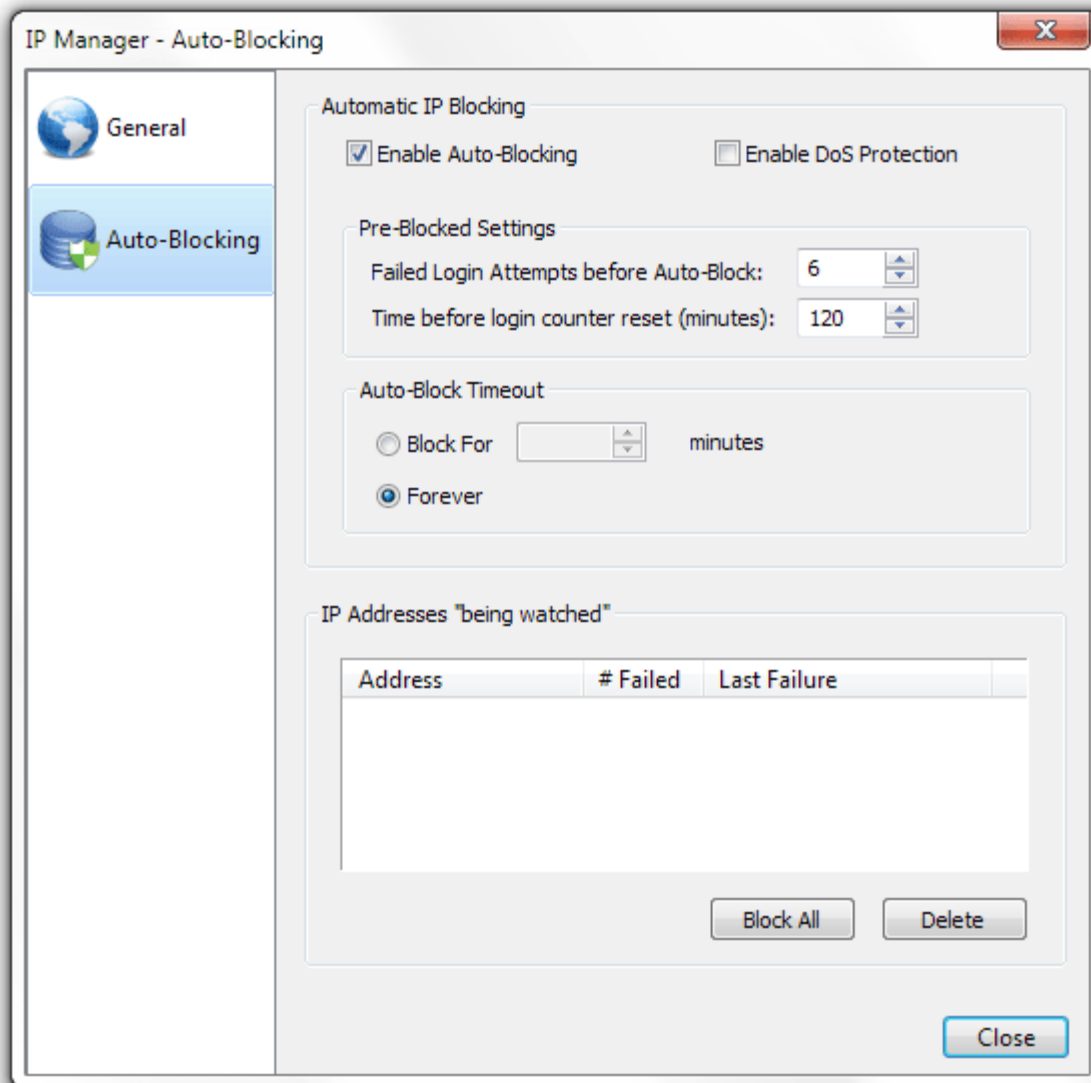 IP Manager - Auto-Blocking
General
Auto-Blocking
Automatic IP Blocking
Enable Auto-Blocking
Enable DoS Protection
Pre-Blocked Settings
Failed Login Attempts before Auto-Block: 6
Time before login counter reset (minutes): 120
Auto-Block Timeout
Block For minutes
Forever
IP Addresses "being watched"
Address # Failed Last Failure
Block All Delete
Close